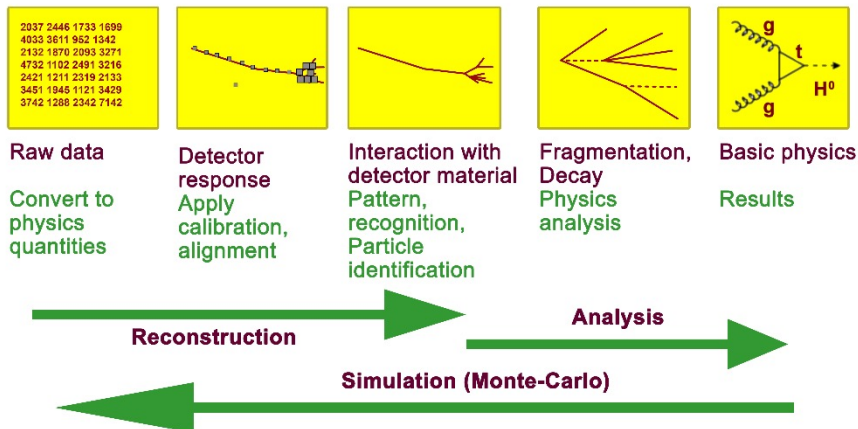 2037 2446 1733 1699
4033 3611 952 1342
2132 1870 2093 3271
4732 1102 2491 3216
2421 1211 2319 2133
3451 1945 1121 3429
3742 1288 2342 7142
g
t
H⁰
g
Raw data
Convert to
physics
quantities
Detector
response
Apply
calibration,
alignment
Interaction with
detector material
Pattern,
recognition,
Particle
identification
Fragmentation,
Decay
Physics
analysis
Basic physics
Results
Reconstruction
Analysis
Simulation (Monte-Carlo)